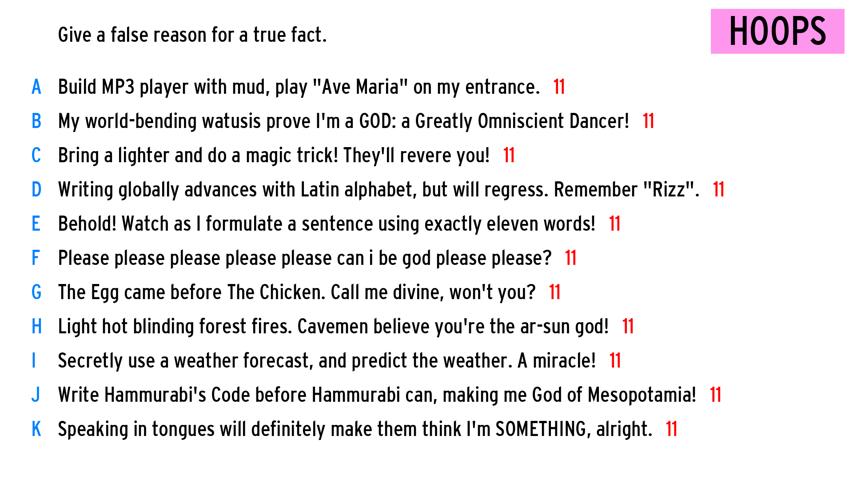 HOOPS
Give a false reason for a true fact.
A Build MP3 player with mud, play "Ave Maria" on my entrance. 11
B My world-bending watusis prove I'm a GOD: a Greatly Omniscient Dancer! 11
C Bring a lighter and do a magic trick! They'll revere you! 11
D Writing globally advances with Latin alphabet, but will regress. Remember "Rizz". 11
E Behold! Watch as I formulate a sentence using exactly eleven words! 11
F Please please please please please can i be god please please? 11
G The Egg came before The Chicken. Call me divine, won't you? 11
H Light hot blinding forest fires. Cavemen believe you're the ar-sun god! 11
I Secretly use a weather forecast, and predict the weather. A miracle! 11
J Write Hammurabi's Code before Hammurabi can, making me God of Mesopotamia! 11
K Speaking in tongues will definitely make them think I'm SOMETHING, alright. 11